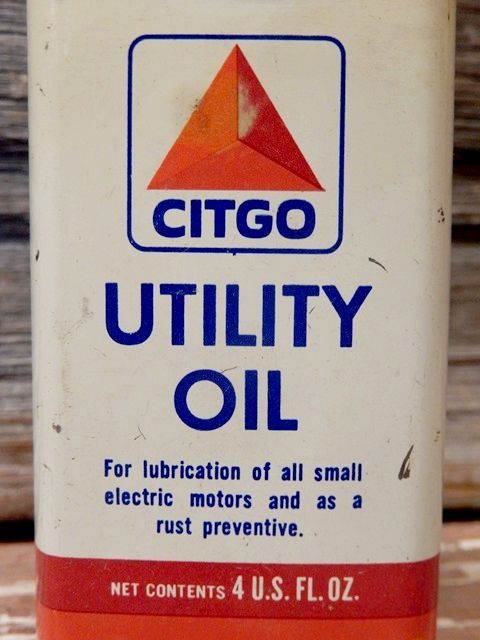 CITGO
UTILITY
OIL
For lubrication of all small
electric motors and as a
rust preventive.
NET CONTENTS 4 U.S. FL. OZ.